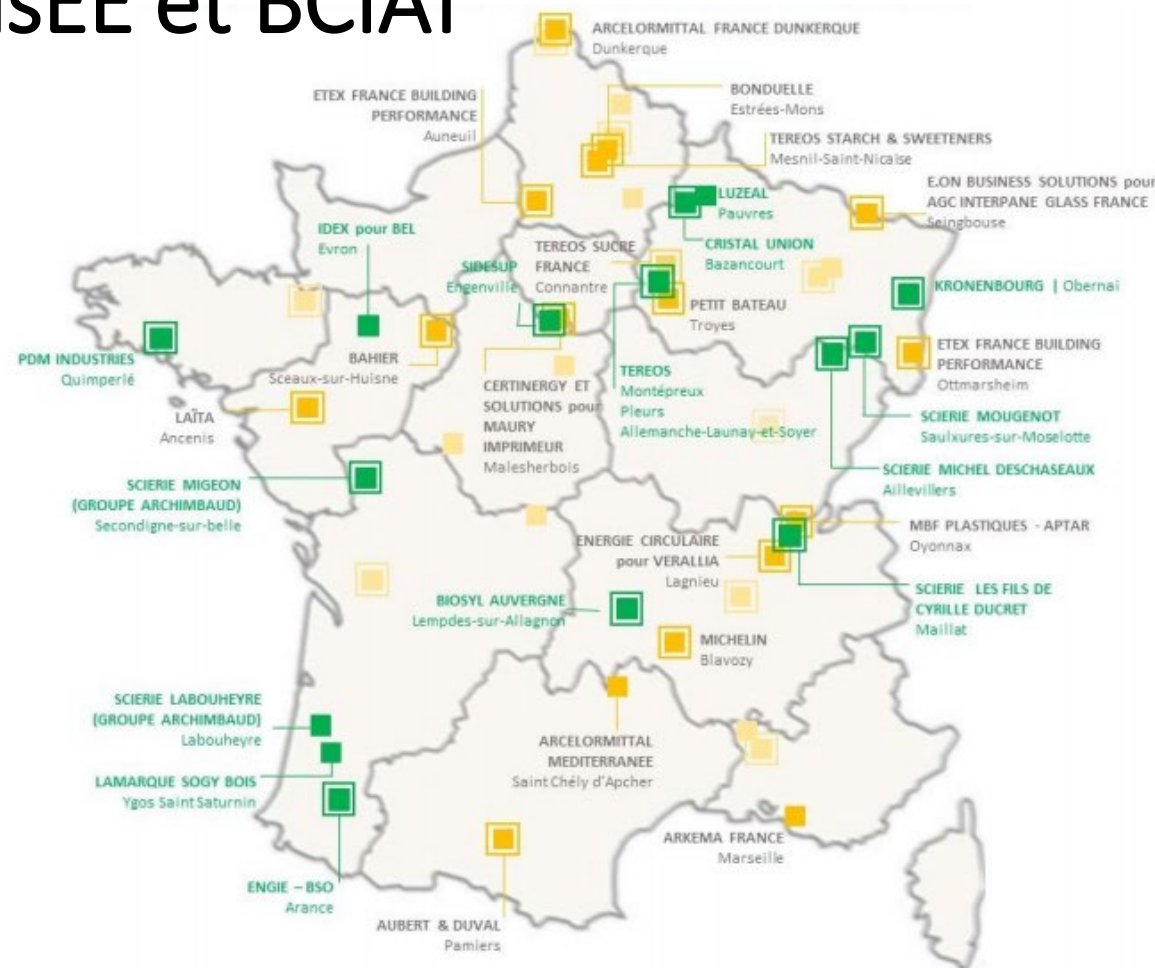 ISEE et BCIAT
ARCELORMITTAL FRANCE DUNKERQUE
Dunkerque
ETEX FRANCE BUILDING
PERFORMANCE
Auneuil
BONDUELLE
Estrées-Mons
TEREOS STARCH & SWEETENERS
Mesnil-Saint-Nicaise
E.ON BUSINESS SOLUTIONS pour
AGC INTERPANE GLASS FRANCE
Seingbouse
LUZEAL
Pauvres
IDEX pour BEL
Evron
TEREOS SUCRE
FRANCE
Connantre
CRISTAL UNION
Bazancourt
SIDESUP
Engenville
KRONENBOURG | Obernai
PETIT BATEAU
Troyes
PDM INDUSTRIES
Quimperlé
BAHIER
Sceaux-sur-Huisne
ETEX FRANCE BUILDING
PERFORMANCE
Ottmarsheim
TEREOS
Montépreux
Pleurs
Allemanche-Launay-et-Soyer
CERTINERGY ET
SOLUTIONS pour
MAURY
IMPRIMEUR
Malesherbois
LAÏTA
Ancenis
SCIERIE MOUGENOT
Saulxures-sur-Moselotte
SCIERIE MICHEL DESCHASEAUX
Aillevillers
SCIERIE MIGEON
(GROUPE ARCHIMBAUD)
Secondigne-sur-belle
MBF PLASTIQUES - APTAR
Oyonnax
ENERGIE CIRCULAIRE
pour VERALLIA
Lagnieu
SCIERIE LES FILS DE
CYRILLE DUCRET
Maillat
BIOSYL AUVERGNE
Lempdes-sur-Allagnon
MICHELIN
Blavozy
SCIERIE LABOUHEYRE
(GROUPE ARCHIMBAUD)
Labouheyre
ARCELORMITTAL
MEDITERRANEE
Saint Chély d'Apcher
LAMARQUE SOGY BOIS
Ygos Saint Saturnin
ARKEMA FRANCE
Marseille
ENGIE – BSO
Arance
AUBERT & DUVAL
Pamiers